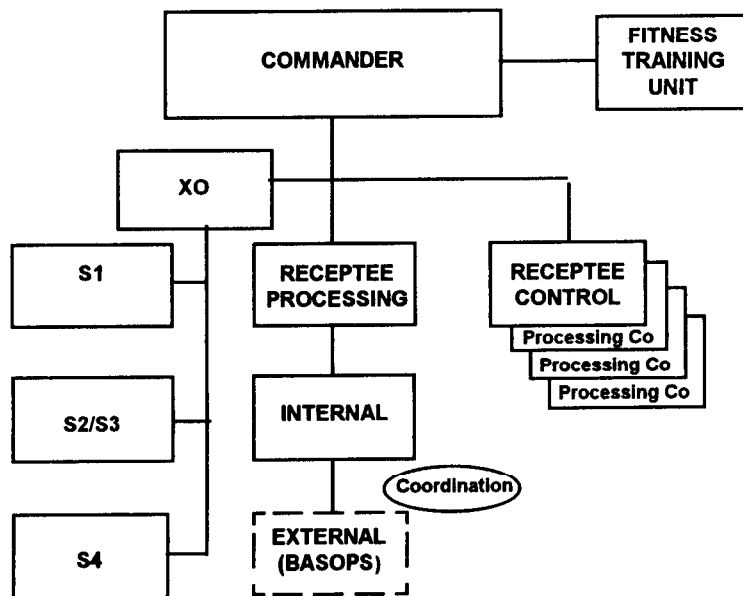 COMMANDER
FITNESS
TRAINING
UNIT
XO
S1
RECEPTEE
PROCESSING
RECEPTEE
CONTROL
Processing Co
Processing Co
Processing Co
S2/S3
INTERNAL
Coordination
S4
EXTERNAL
(BASOPS)